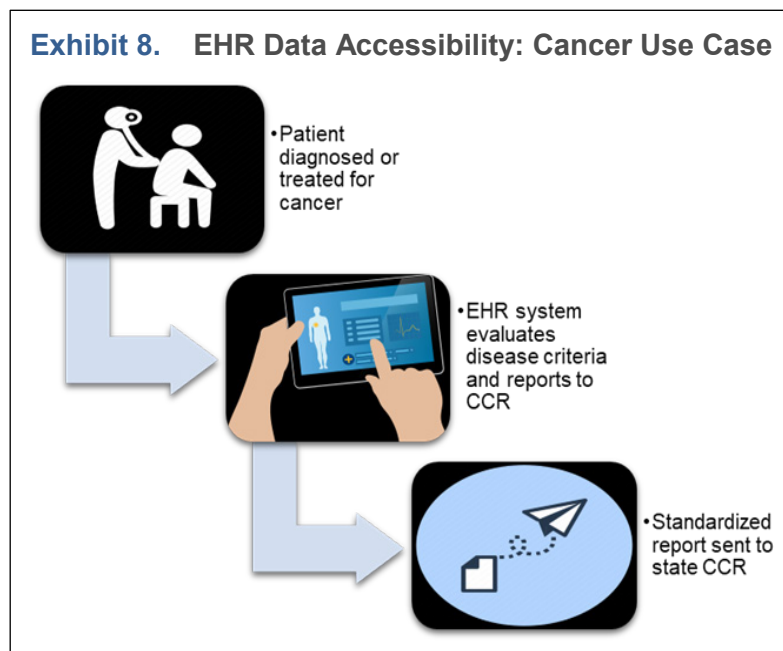 Exhibit 8. EHR Data Accessibility: Cancer Use Case
•Patient
diagnosed or
treated for
cancer
•EHR system
evaluates
disease criteria
and reports to
CCR
•Standardized
report sent to
state CCR